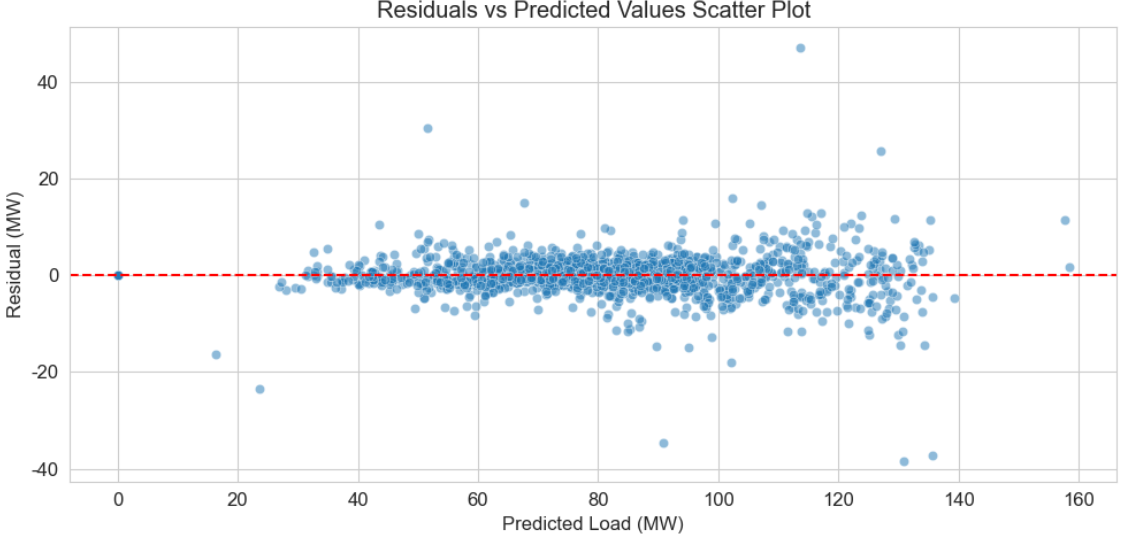 Residuals vs Predicted Values Scatter Plot
40
20
0
-20
-40
Residual (MW)
0 20 40 60 80 100 120 140 160
Predicted Load (MW)